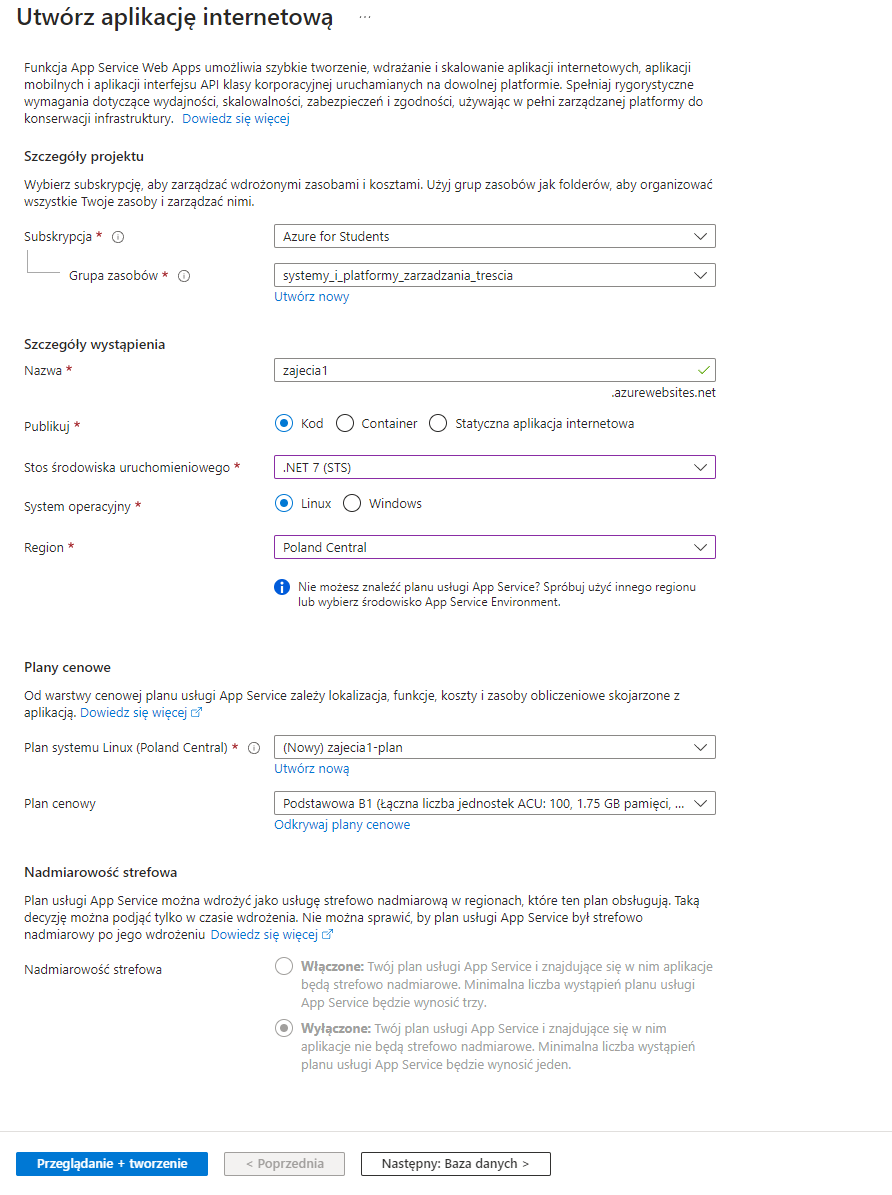 Utwórz aplikację internetową ...
Funkcja App Service Web Apps umożliwia szybkie tworzenie, wdrażanie i skalowanie aplikacji internetowych, aplikacji
mobilnych i aplikacji interfejsu API klasy korporacyjnej uruchamianych na dowolnej platformie. Spełniaj rygorystyczne
wymagania dotyczące wydajności, skalowalności, zabezpieczeń i zgodności, używając w pełni zarządzanej platformy do
konserwacji infrastruktury. Dowiedz się więcej
Szczegóły projektu
Wybierz subskrypcję, aby zarządzać wdrożonymi zasobami i kosztami. Użyj grup zasobów jak folderów, aby organizować
wszystkie Twoje zasoby i zarządzać nimi.
Subskrypcja * Azure for Students
Grupa zasobów * systemy_i_platformy_zarzadzania_trescia
Utwórz nowy
Szczegóły wystąpienia
Nazwa * zajecia1
.azurewebsites.net
Publikuj * Kod Container Statyczna aplikacja internetowa
Stos środowiska uruchomieniowego * .NET 7 (STS)
System operacyjny * Linux Windows
Region * Poland Central
Nie możesz znaleźć planu usługi App Service? Spróbuj użyć innego regionu
lub wybierz środowisko App Service Environment.
Plany cenowe
Od warstwy cenowej planu usługi App Service zależy lokalizacja, funkcje, koszty i zasoby obliczeniowe skojarzone z
aplikacją. Dowiedz się więcej
Plan systemu Linux (Poland Central) * (Nowy) zajecia1-plan
Utwórz nową
Plan cenowy Podstawowa B1 (Łączna liczba jednostek ACU: 100, 1.75 GB pamięci, ...
Odkrywaj plany cenowe
Nadmiarowość strefowa
Plan usługi App Service można wdrożyć jako usługę strefowo nadmiarową w regionach, które ten plan obsługują. Taką
decyzję można podjąć tylko w czasie wdrożenia. Nie można sprawić, by plan usługi App Service był strefowo
nadmiarowy po jego wdrożeniu Dowiedz się więcej
Nadmiarowość strefowa Włączone: Twój plan usługi App Service i znajdujące się w nim aplikacje
będą strefowo nadmiarowe. Minimalna liczba wystąpień planu usługi
App Service będzie wynosić trzy.
Wyłączone: Twój plan usługi App Service i znajdujące się w nim
aplikacje nie będą strefowo nadmiarowe. Minimalna liczba wystąpień
planu usługi App Service będzie wynosić jeden.
Przeglądanie + tworzenie < Poprzednia Następny: Baza danych >